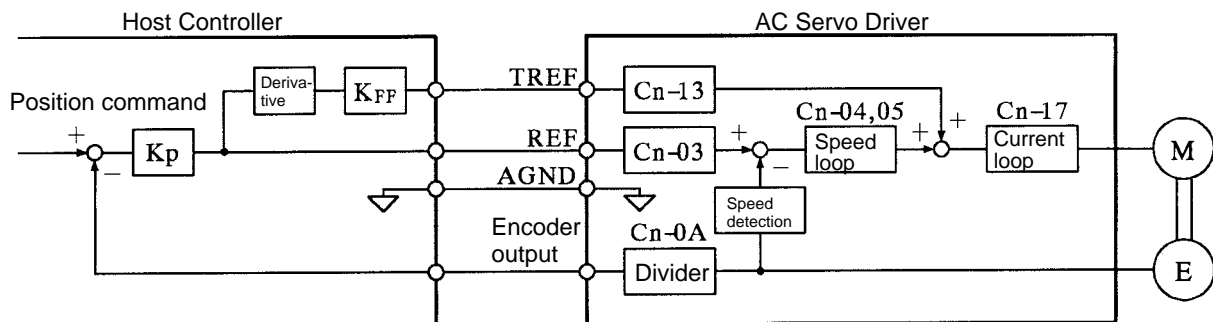 Host Controller
AC Servo Driver
Deriva-
tive
KFF
TREF
Cn-13
Position command
+
−
Kp
REF
Cn-03
+
−
Cn-04,05
Speed
loop
+
+
Cn-17
Current
loop
M
AGND
Speed
detection
Encoder
output
Cn-0A
Divider
E